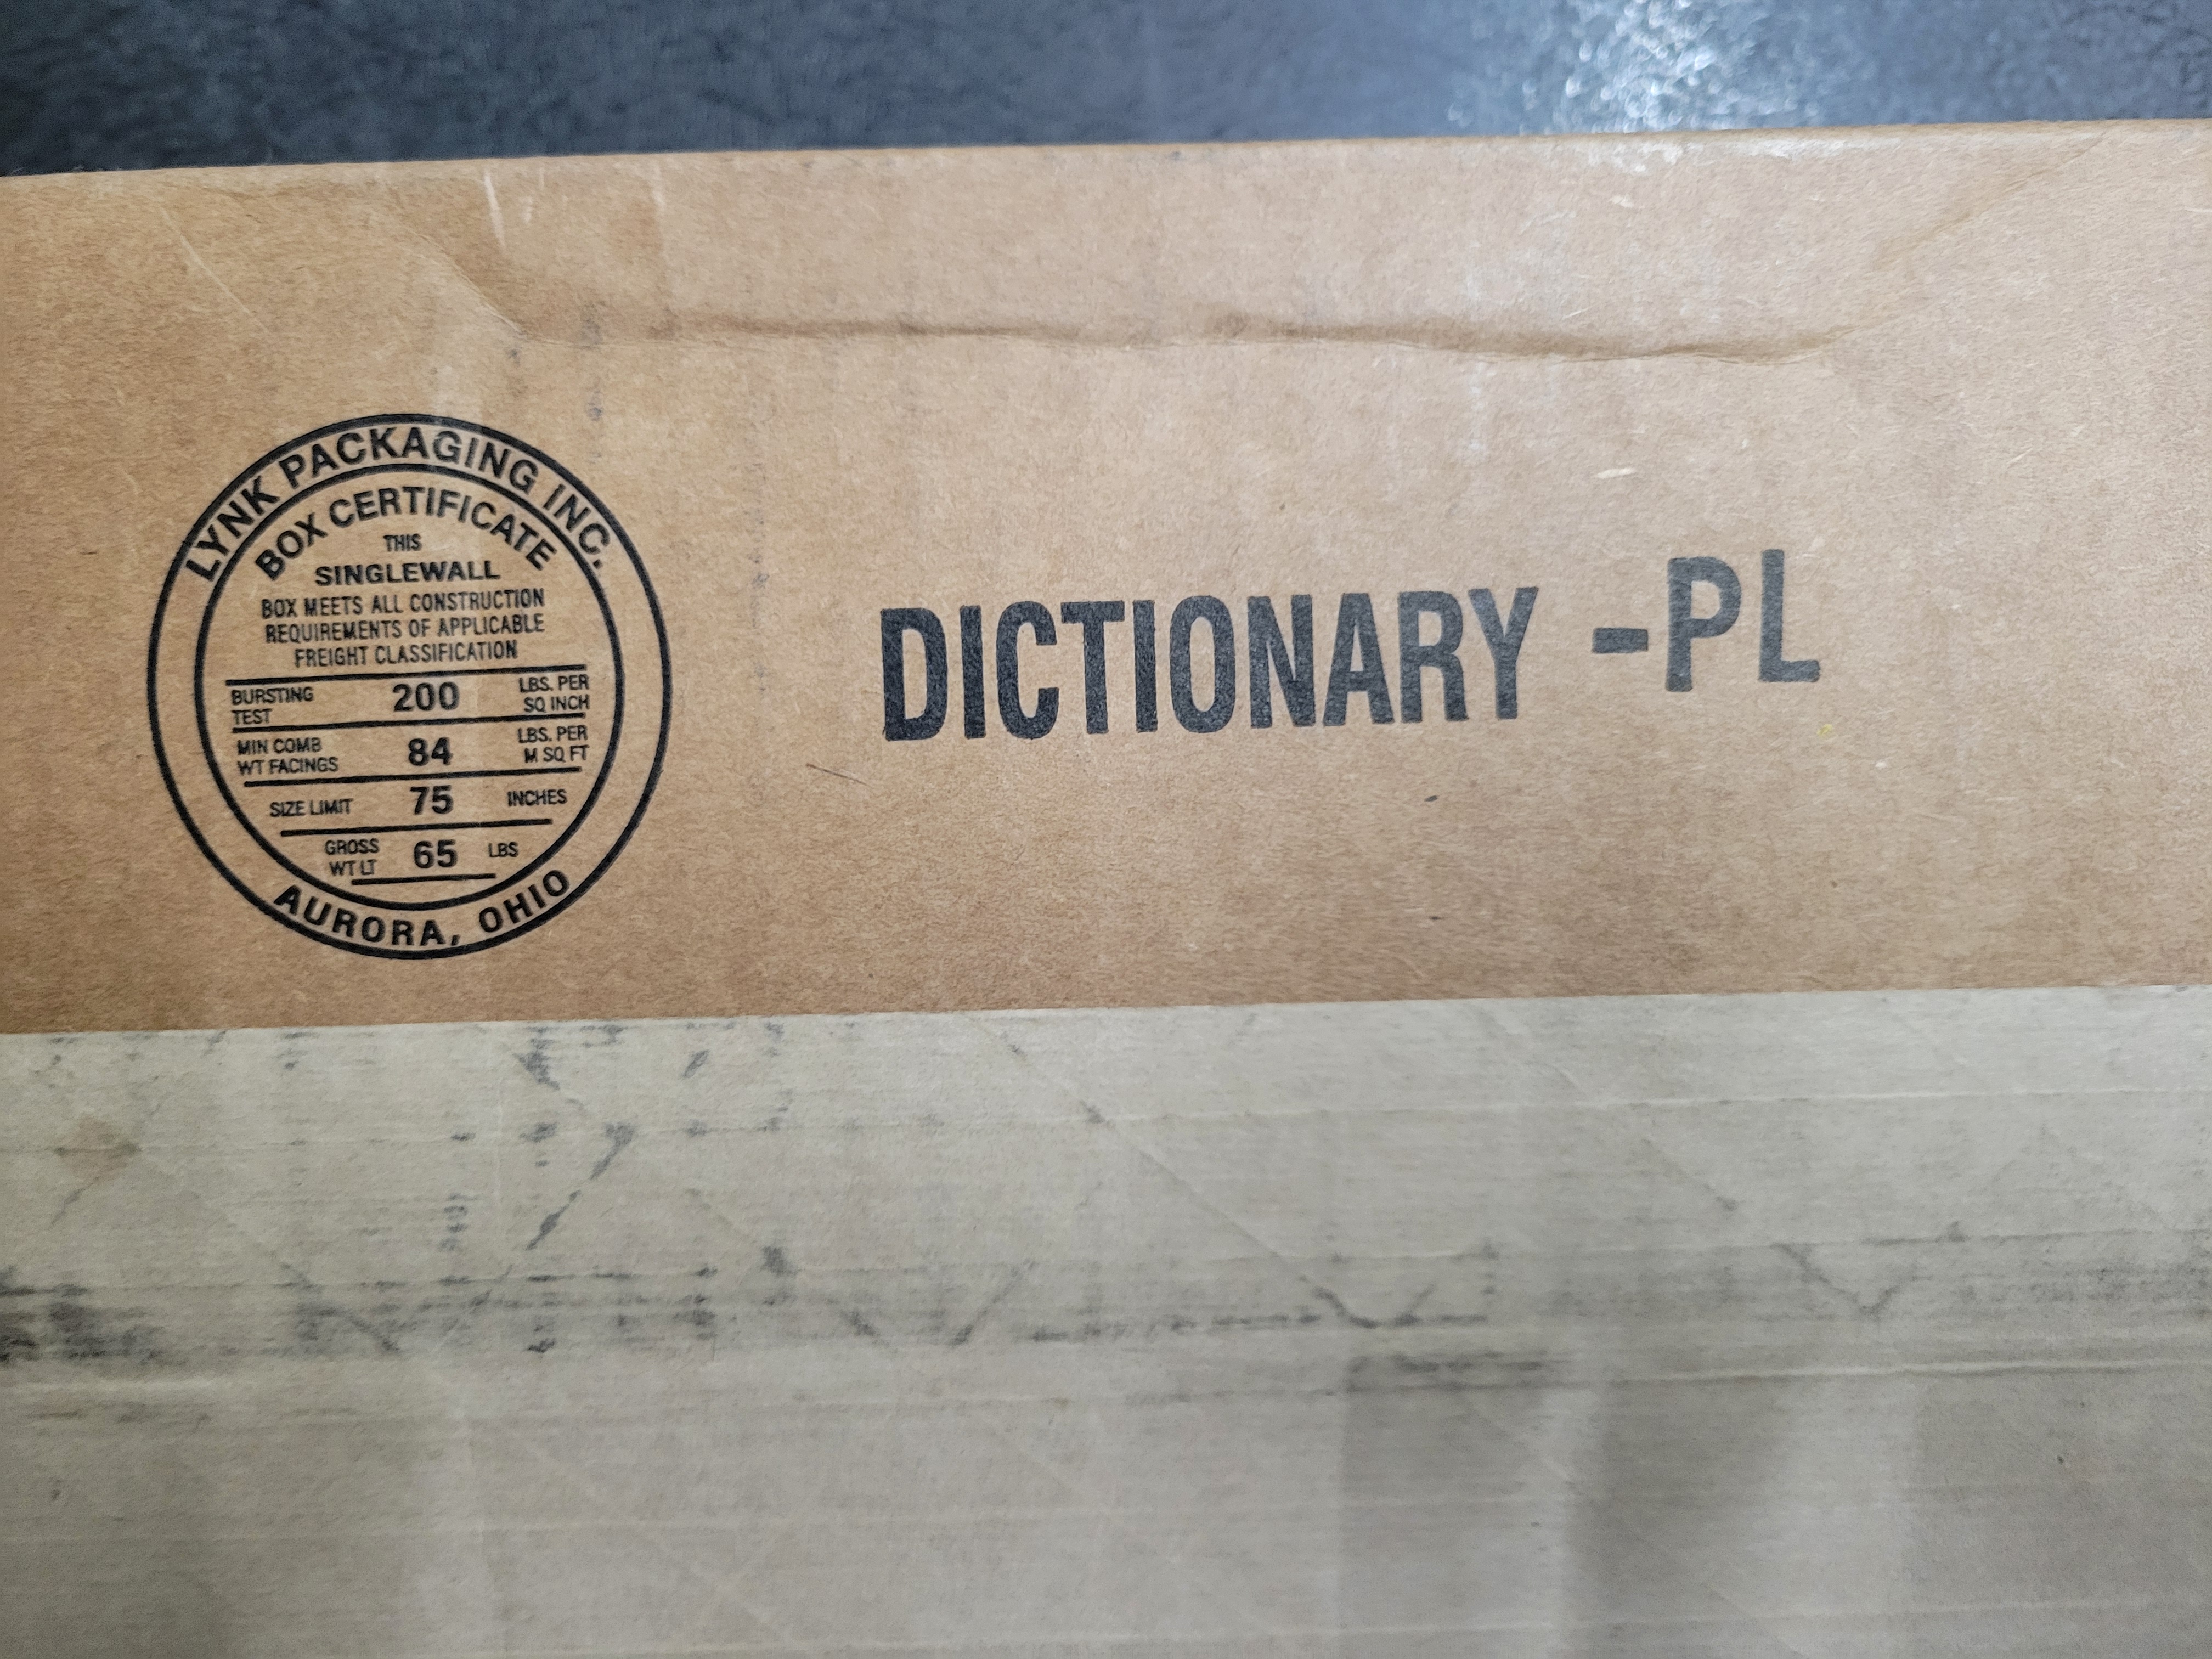 LYNK PACKAGING INC.
BOX CERTIFICATE
THIS
SINGLEWALL
BOX MEETS ALL CONSTRUCTION
REQUIREMENTS OF APPLICABLE
FREIGHT CLASSIFICATION
BURSTING TEST 200 LBS. PER SQ INCH
MIN COMB WT FACINGS 84 LBS. PER M SQ FT
SIZE LIMIT 75 INCHES
GROSS WT LT 65 LBS
AURORA, OHIO
DICTIONARY -PL